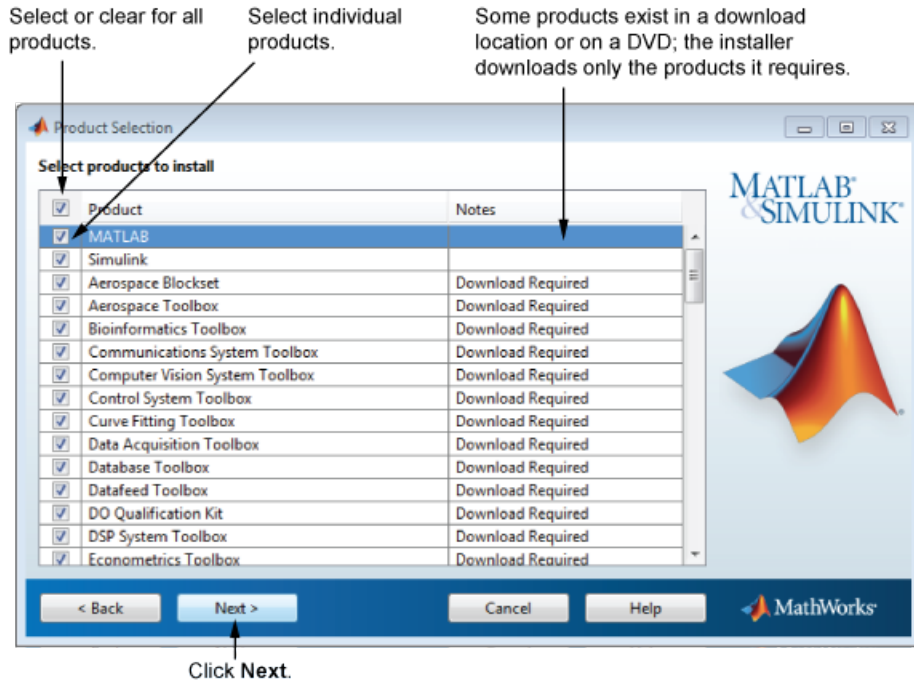 Select or clear for all
products.
Select individual
products.
Some products exist in a download
location or on a DVD; the installer
downloads only the products it requires.
Product Selection
Select products to install
Product Notes
MATLAB
Simulink
Aerospace Blockset Download Required
Aerospace Toolbox Download Required
Bioinformatics Toolbox Download Required
Communications System Toolbox Download Required
Computer Vision System Toolbox Download Required
Control System Toolbox Download Required
Curve Fitting Toolbox Download Required
Data Acquisition Toolbox Download Required
Database Toolbox Download Required
Datafeed Toolbox Download Required
DO Qualification Kit Download Required
DSP System Toolbox Download Required
Econometrics Toolbox Download Required
MATLAB®
&SIMULINK®
< Back Next > Cancel Help MathWorks®
Click Next.